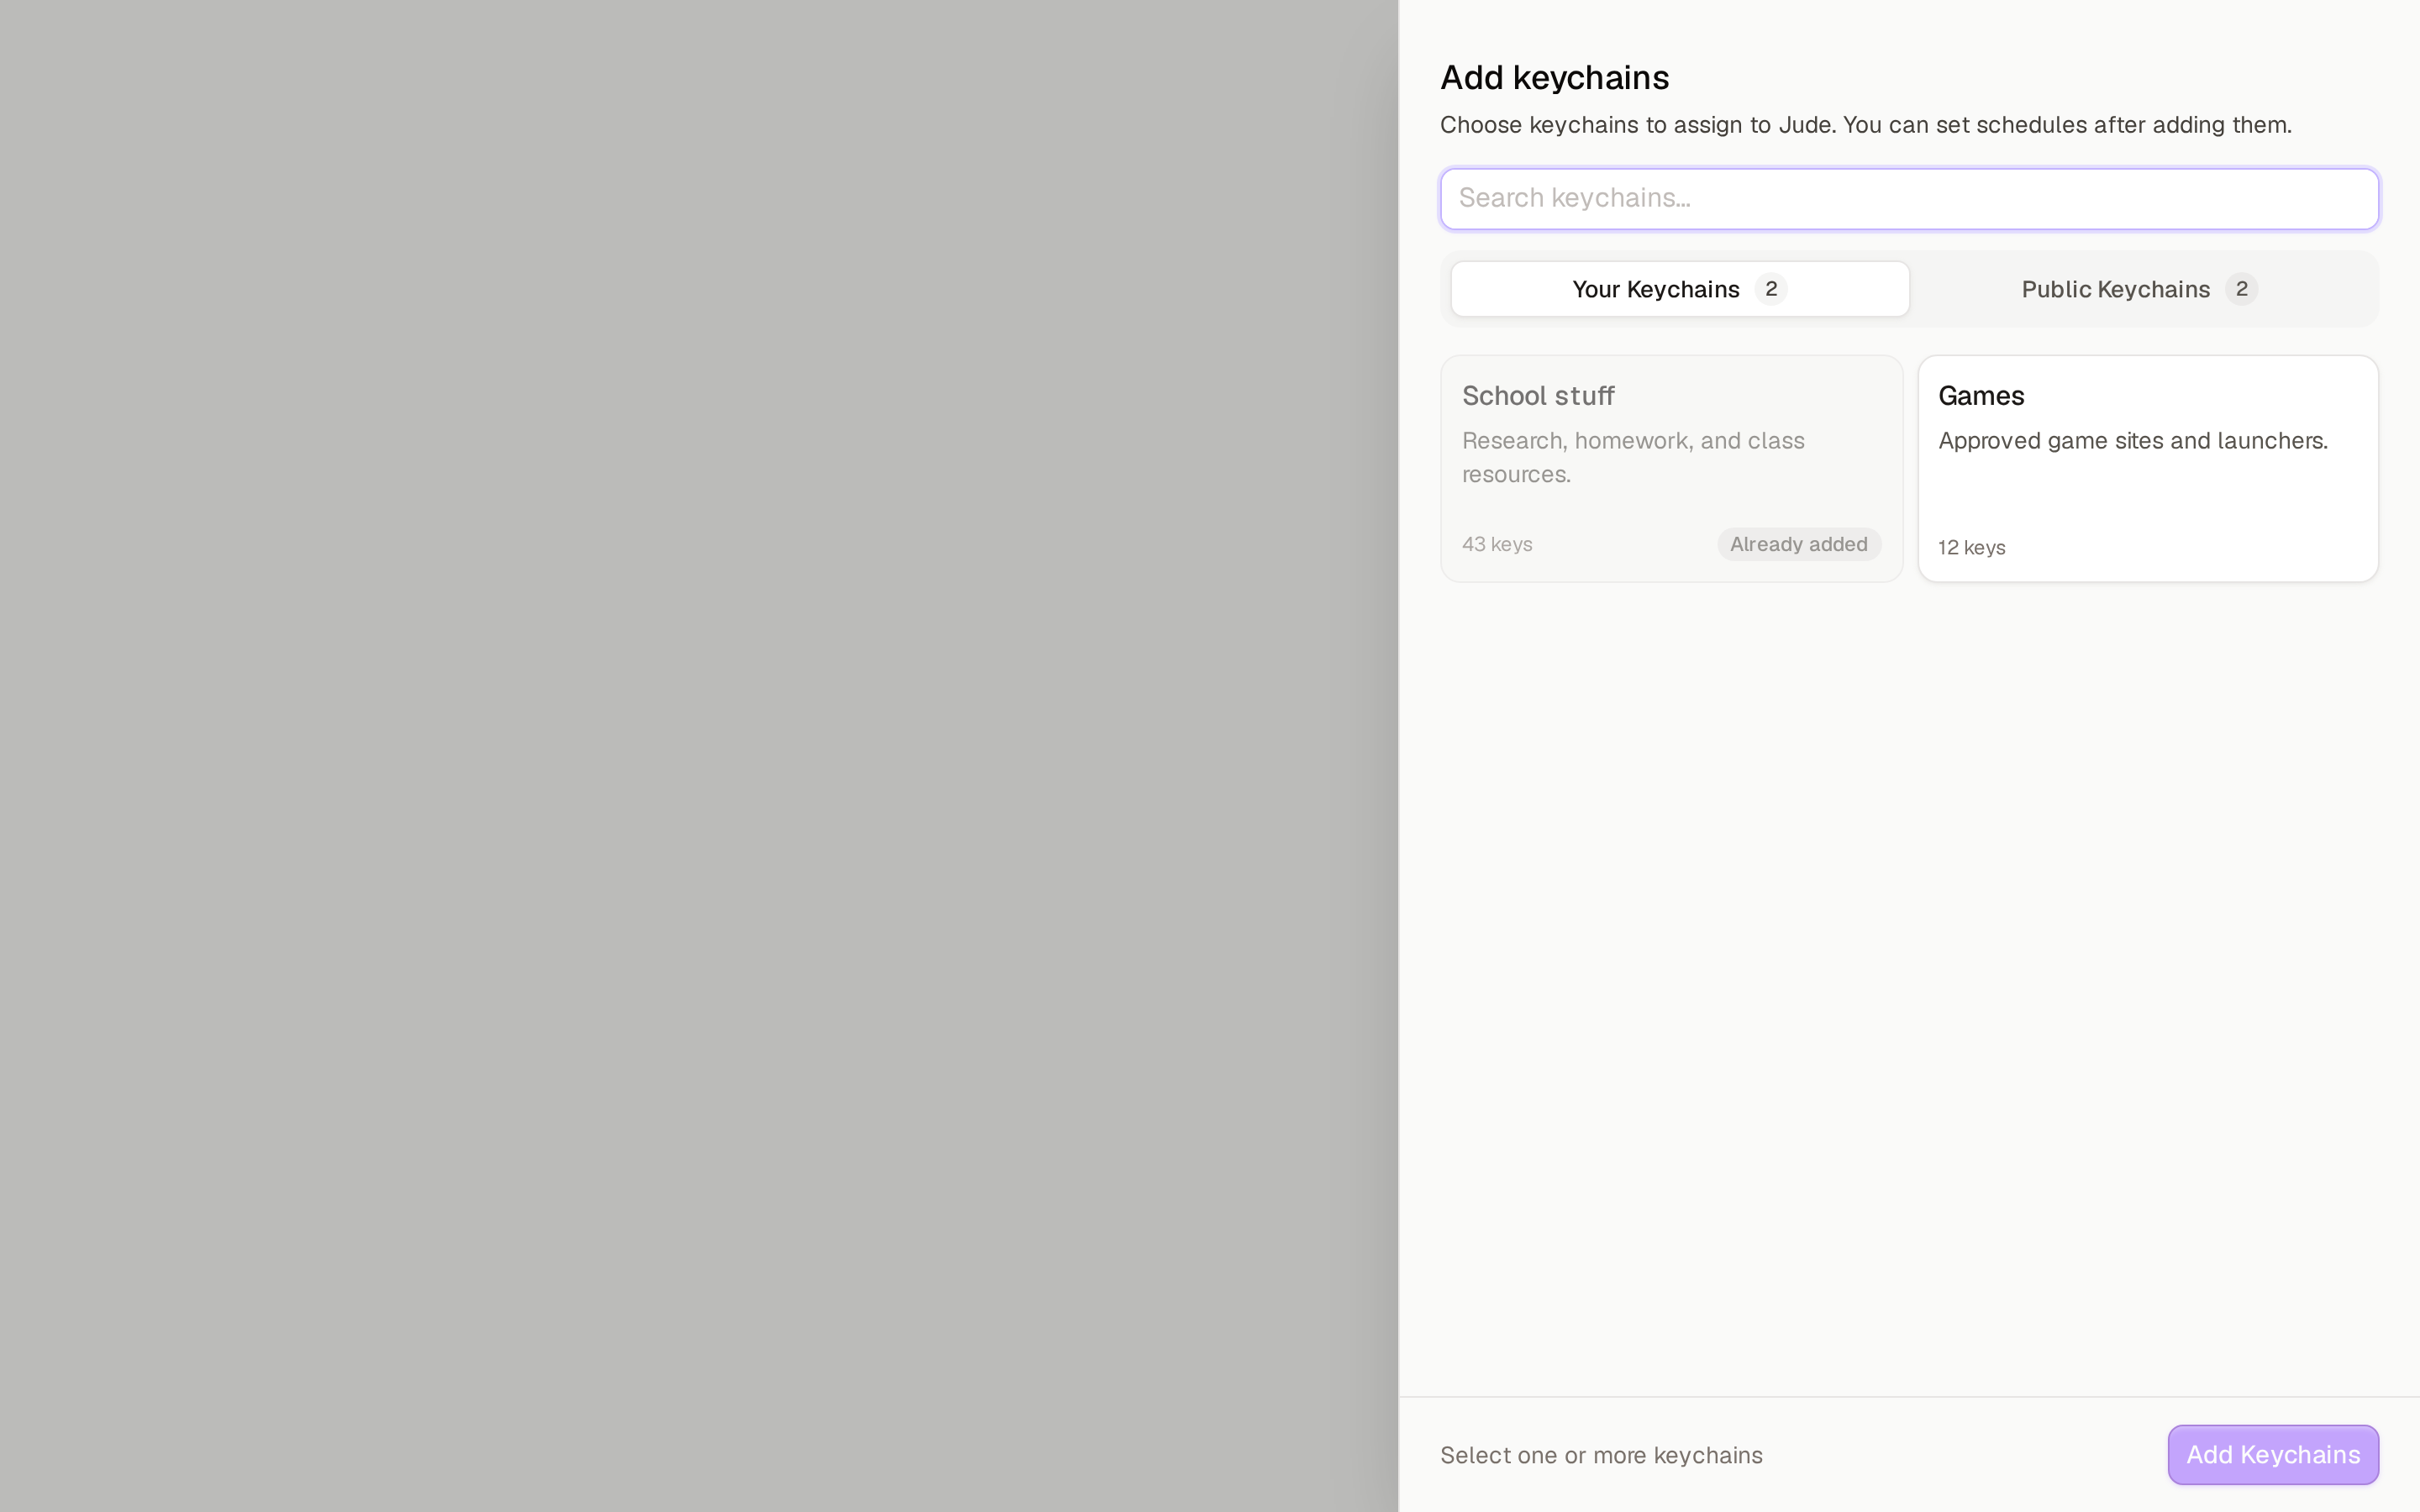 Add keychains
Choose keychains to assign to Jude. You can set schedules after adding them.
Search keychains...
Your Keychains 2
Public Keychains 2
School stuff
Research, homework, and class
resources.
43 keys
Already added
Games
Approved game sites and launchers.
12 keys
Select one or more keychains
Add Keychains